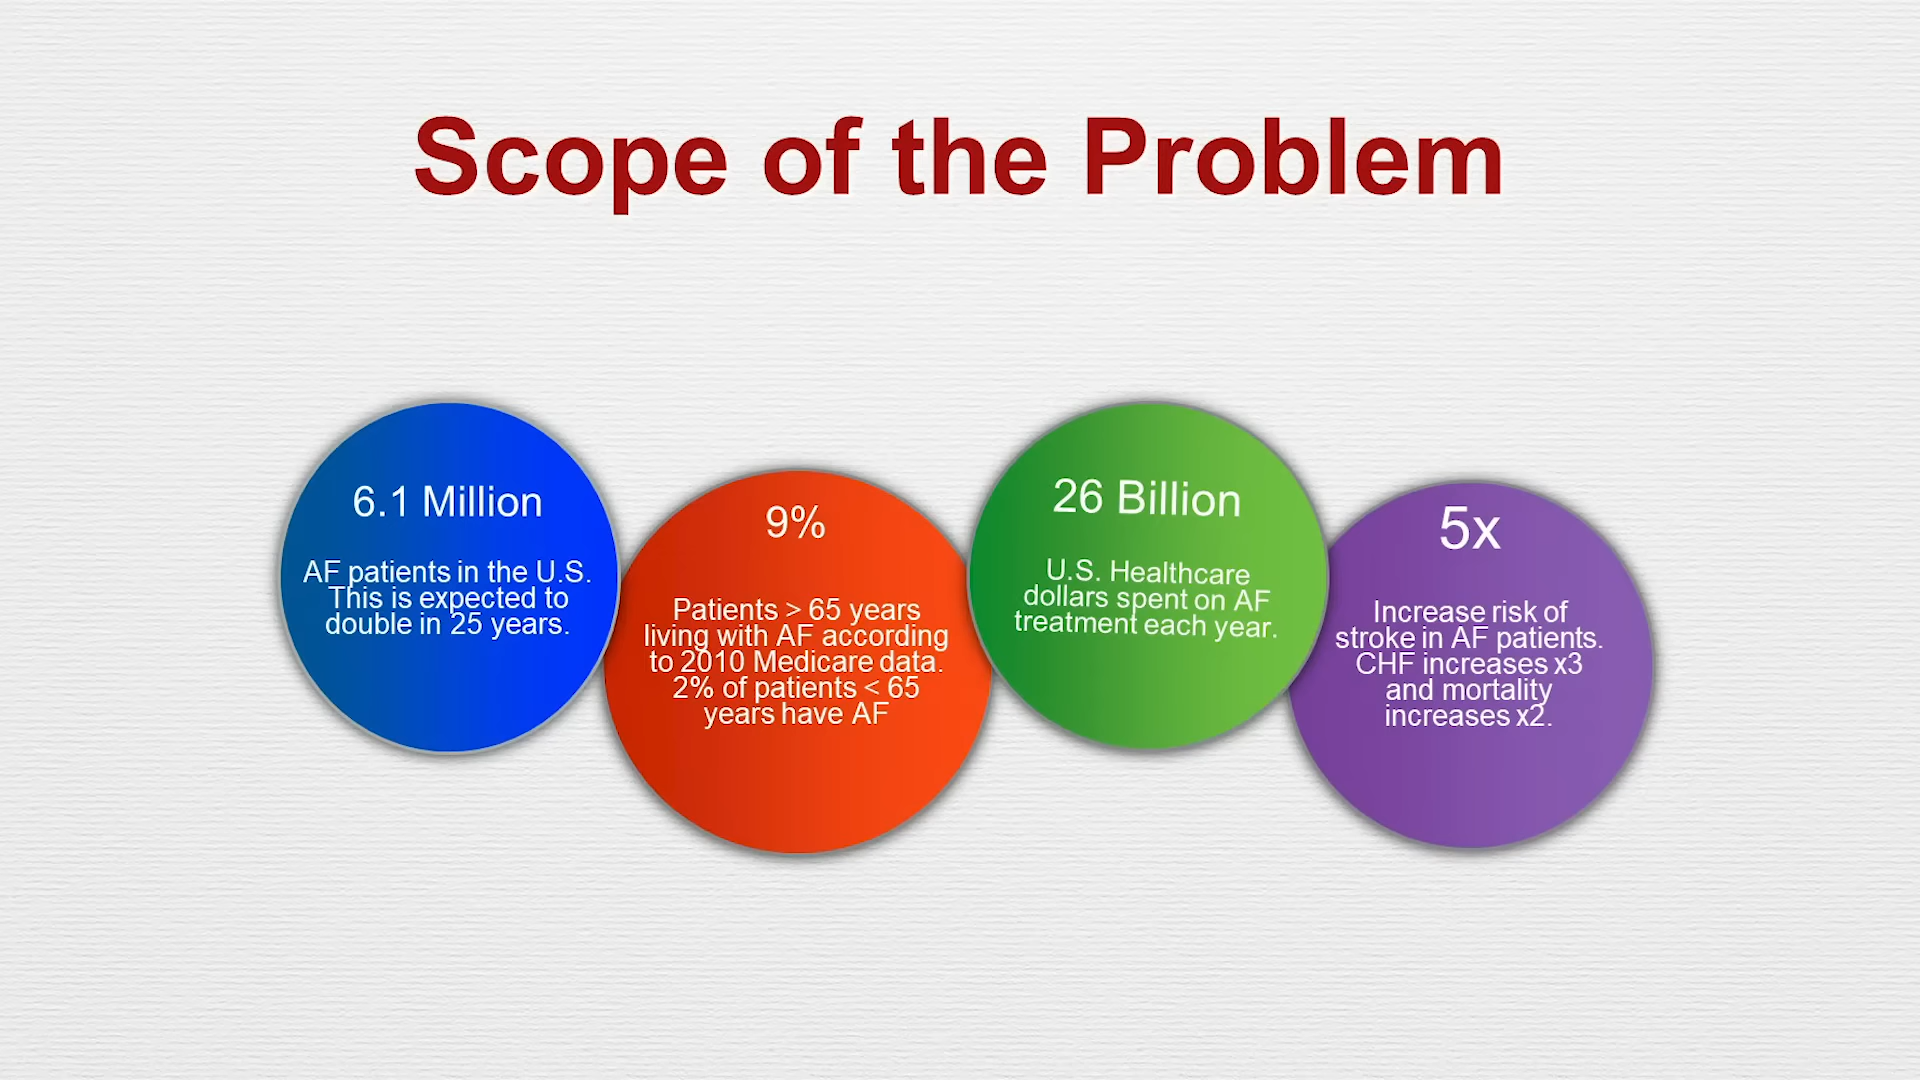 Scope of the Problem
6.1 Million
AF patients in the U.S.
This is expected to
double in 25 years.
9%
Patients > 65 years
living with AF according
to 2010 Medicare data.
2% of patients < 65
years have AF
26 Billion
U.S. Healthcare
dollars spent on AF
treatment each year.
5x
Increase risk of
stroke in AF patients.
CHF increases x3
and mortality
increases x2.